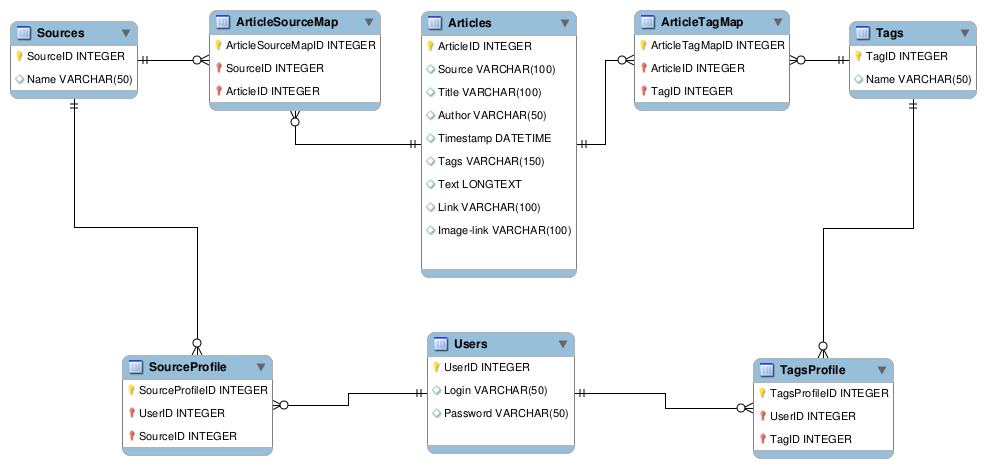 Sources
SourceID INTEGER
Name VARCHAR(50)
ArticleSourceMap
ArticleSourceMapID INTEGER
SourceID INTEGER
ArticleID INTEGER
Articles
ArticleID INTEGER
Source VARCHAR(100)
Title VARCHAR(100)
Author VARCHAR(50)
Timestamp DATETIME
Tags VARCHAR(150)
Text LONGTEXT
Link VARCHAR(100)
Image-link VARCHAR(100)
ArticleTagMap
ArticleTagMapID INTEGER
ArticleID INTEGER
TagID INTEGER
Tags
TagID INTEGER
Name VARCHAR(50)
SourceProfile
SourceProfileID INTEGER
UserID INTEGER
SourceID INTEGER
Users
UserID INTEGER
Login VARCHAR(50)
Password VARCHAR(50)
TagsProfile
TagsProfileID INTEGER
UserID INTEGER
TagID INTEGER